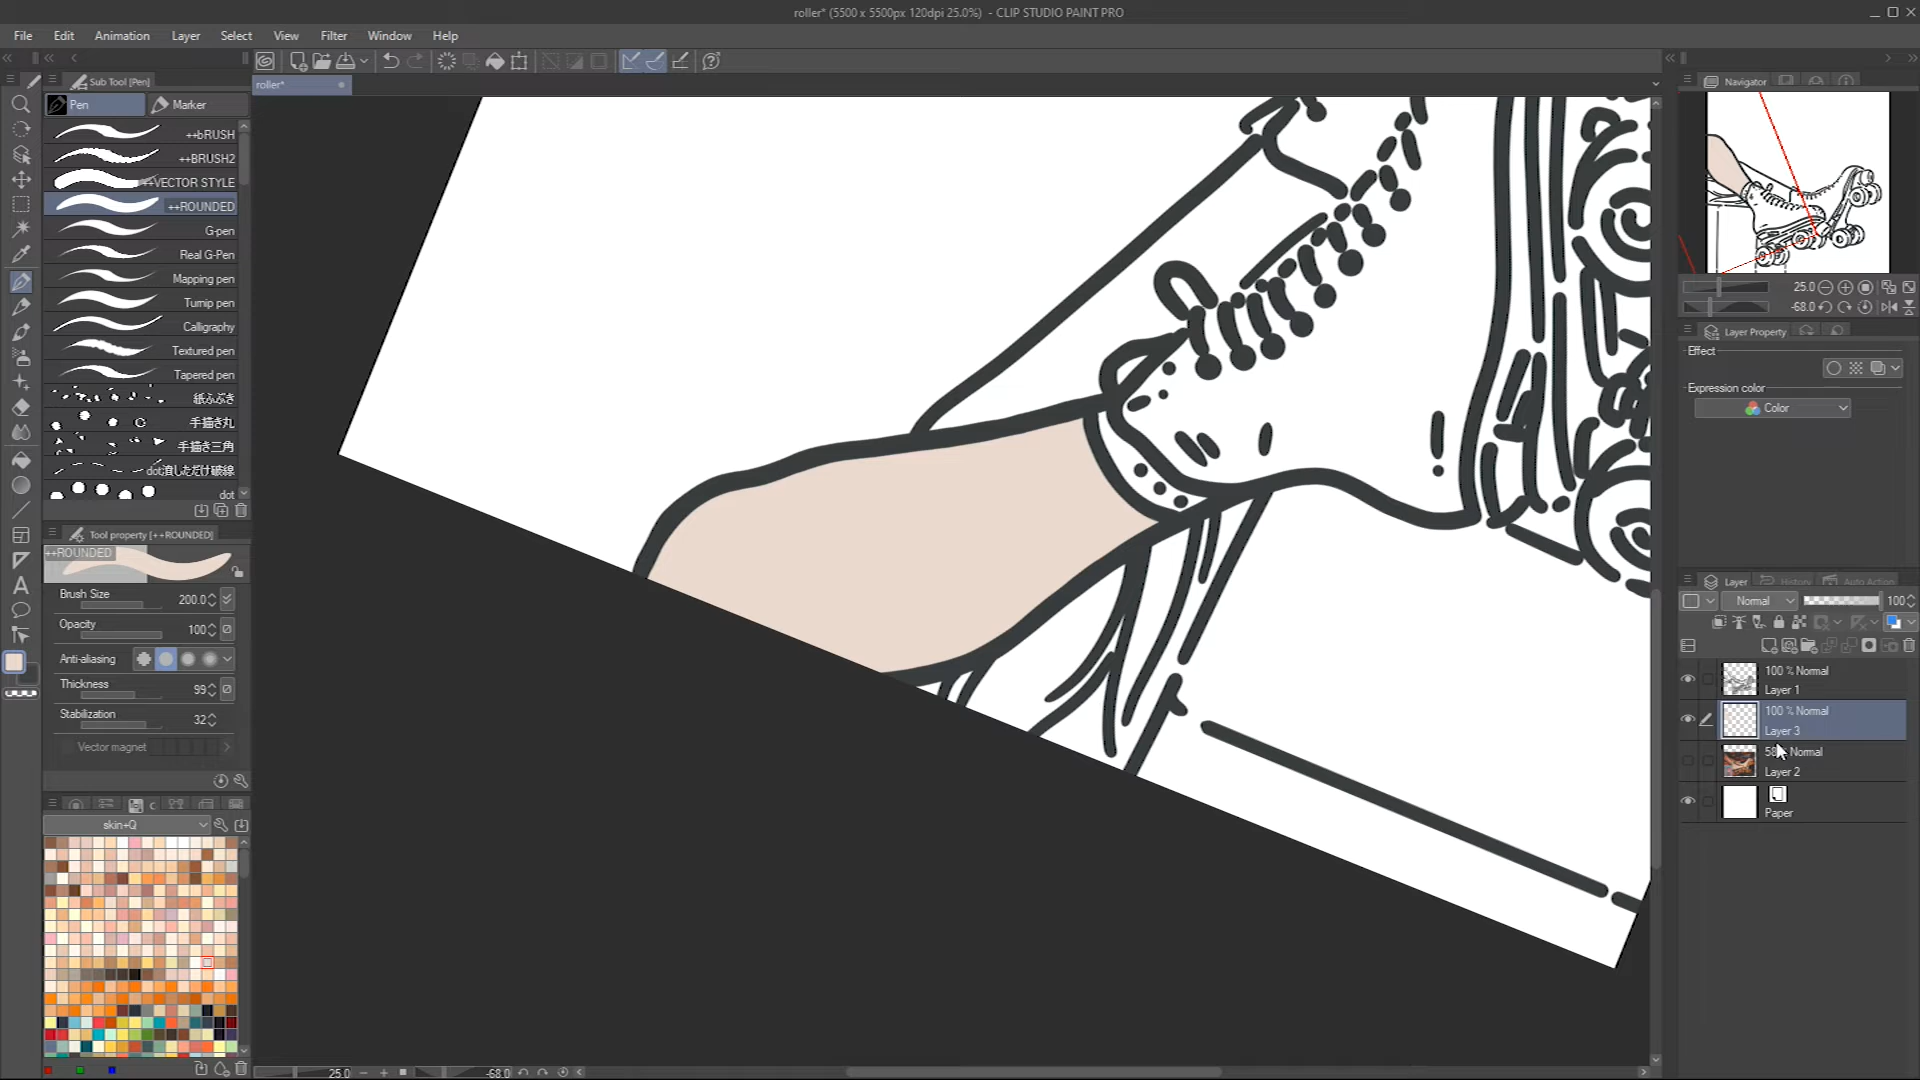 roller* (5500 x 5500px 120dpi 25.0%) - CLIP STUDIO PAINT PRO
File Edit Animation Layer Select View Filter Window Help
Sub Tool [Pen]
roller*
Navigator
Pen Marker
++bRUSH
++BRUSH2
++VECTOR STYLE
++ROUNDED
G-pen
Real G-Pen
Mapping pen
Turnip pen
Calligraphy
Textured pen
Tapered pen
紙ふぶき
手描き丸
手描き三角
dot潰しただけ破線
dot
Tool property [++ROUNDED]
++ROUNDED
Brush Size 200.0
Opacity 100
Anti-aliasing
Thickness 99
Stabilization 32
Vector magnet
skin+Q
25.0 -68.0
25.0
-68.0
Layer Property
Effect
Expression color
Color
Layer History Auto Action
Normal 100
100 % Normal
Layer 1
100 % Normal
Layer 3
Normal
Layer 2
Paper